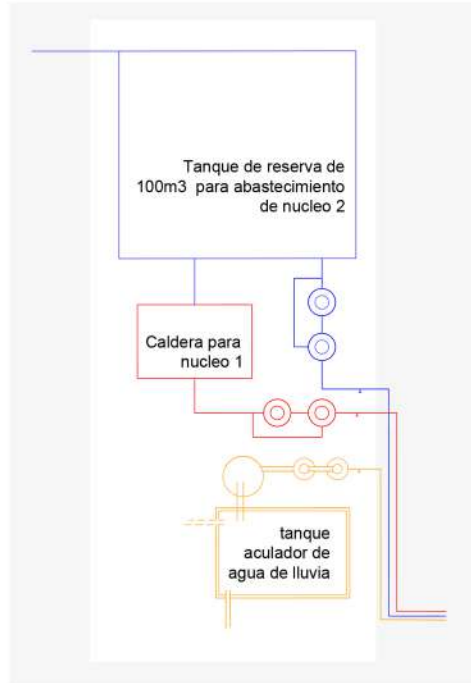 Tanque de reserva de
100m3 para abastecimiento
de nucleo 2
Caldera para
nucleo 1
tanque
aculador de
agua de lluvia